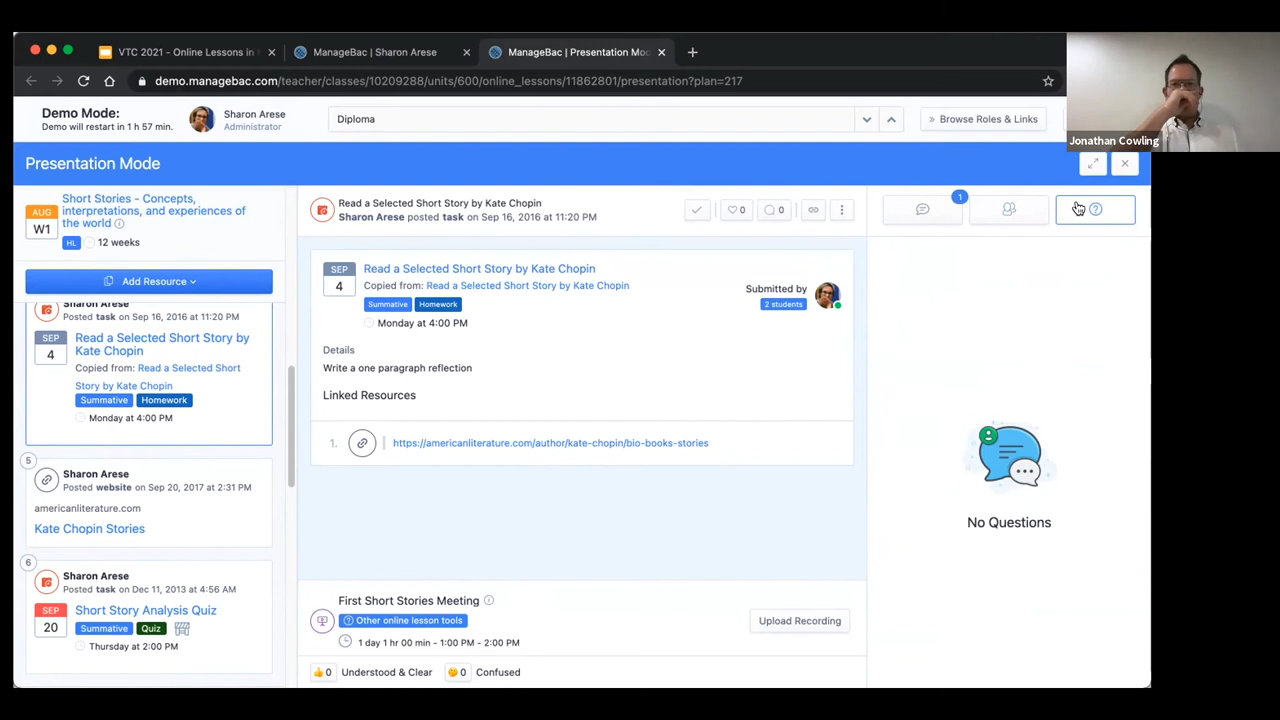 VTC 2021 - Online Lessons in
ManageBac | Sharon Arese
ManageBac | Presentation Mo
demo.managebac.com/teacher/classes/10209288/units/600/online_lessons/11862801/presentation?plan=217
Jonathan Cowling
Demo Mode:
Demo will restart in 1 h 57 min.
Sharon Arese
Administrator
Diploma
» Browse Roles & Links
Presentation Mode
AUG
W1
Short Stories - Concepts,
interpretations, and experiences of
the world
HL
12 weeks
Add Resource
Sharon Arese
Posted task on Sep 16, 2016 at 11:20 PM
SEP
4
Read a Selected Short Story by
Kate Chopin
Copied from: Read a Selected Short
Story by Kate Chopin
Summative Homework
Monday at 4:00 PM
5
Sharon Arese
Posted website on Sep 20, 2017 at 2:31 PM
americanliterature.com
Kate Chopin Stories
6
Sharon Arese
Posted task on Dec 11, 2013 at 4:56 AM
SEP
20
Short Story Analysis Quiz
Summative Quiz
Thursday at 2:00 PM
Read a Selected Short Story by Kate Chopin
Sharon Arese posted task on Sep 16, 2016 at 11:20 PM
0
0
SEP
4
Read a Selected Short Story by Kate Chopin
Copied from: Read a Selected Short Story by Kate Chopin
Summative Homework
Monday at 4:00 PM
Submitted by
2 students
Details
Write a one paragraph reflection
Linked Resources
1. https://americanliterature.com/author/kate-chopin/bio-books-stories
First Short Stories Meeting
Other online lesson tools
1 day 1 hr 00 min - 1:00 PM - 2:00 PM
Upload Recording
0 Understood & Clear 0 Confused
1
No Questions